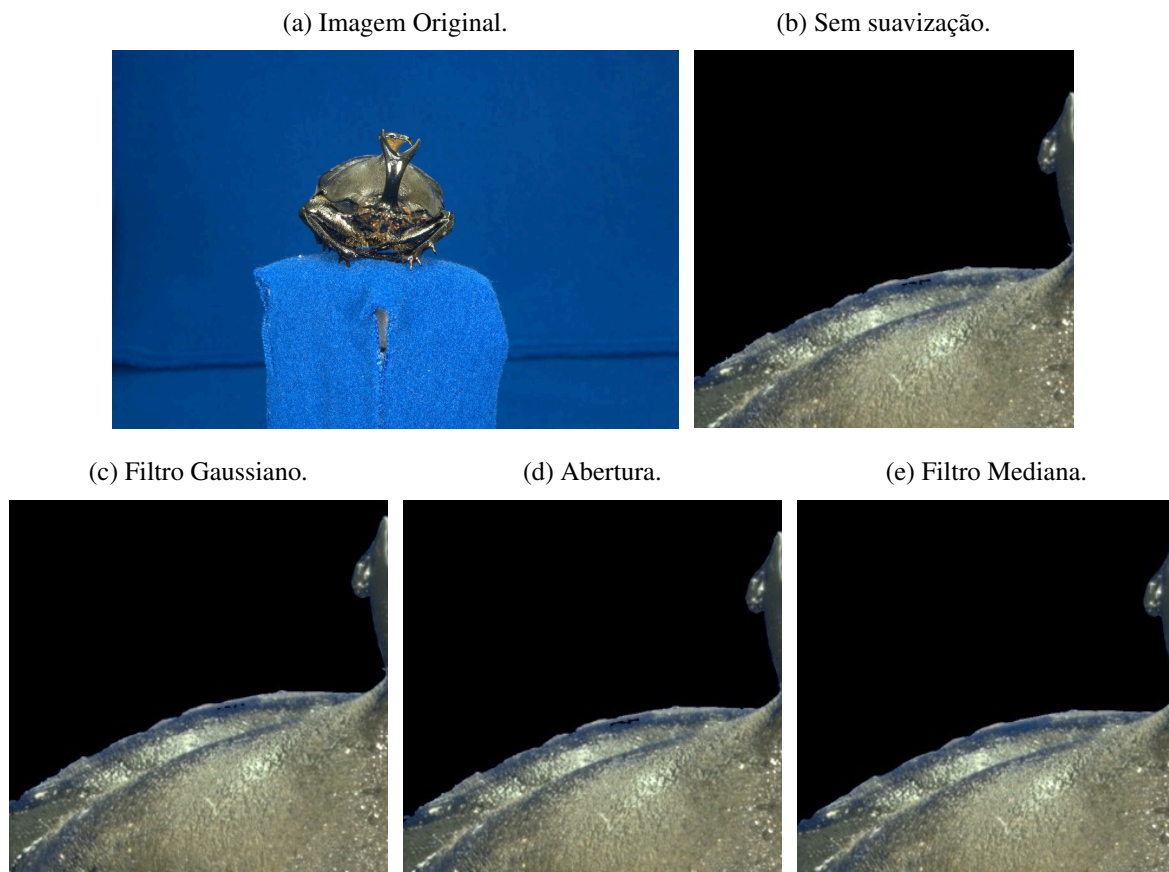 (a) Imagem Original.
(b) Sem suavização.
(c) Filtro Gaussiano.
(d) Abertura.
(e) Filtro Mediana.